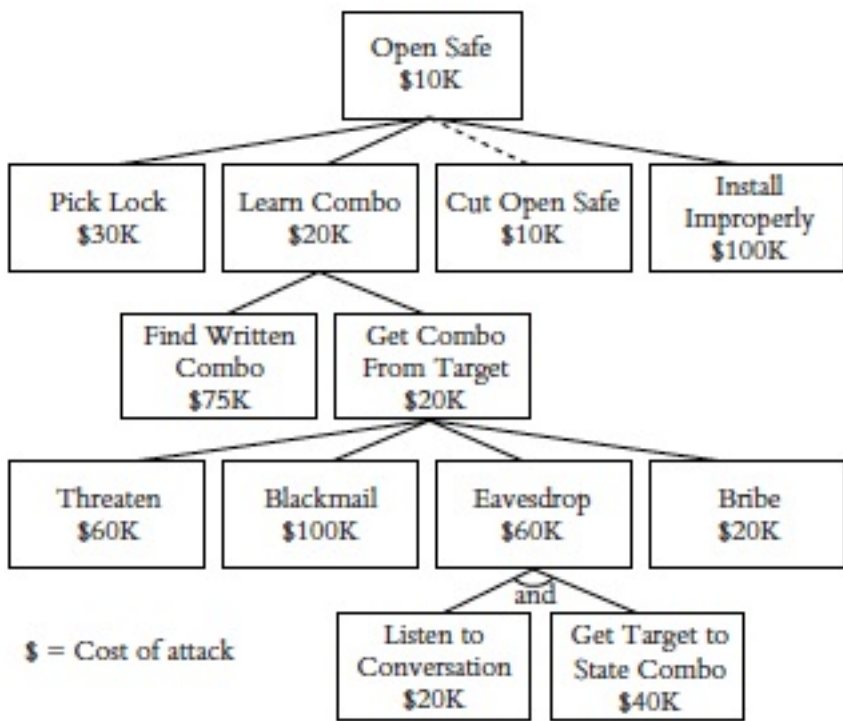 Open Safe
$10K
Pick Lock
$30K
Learn Combo
$20K
Cut Open Safe
$10K
Install
Improperly
$100K
Find Written
Combo
$75K
Get Combo
From Target
$20K
Threaten
$60K
Blackmail
$100K
Eavesdrop
$60K
Bribe
$20K
and
Listen to
Conversation
$20K
Get Target to
State Combo
$40K
$ = Cost of attack